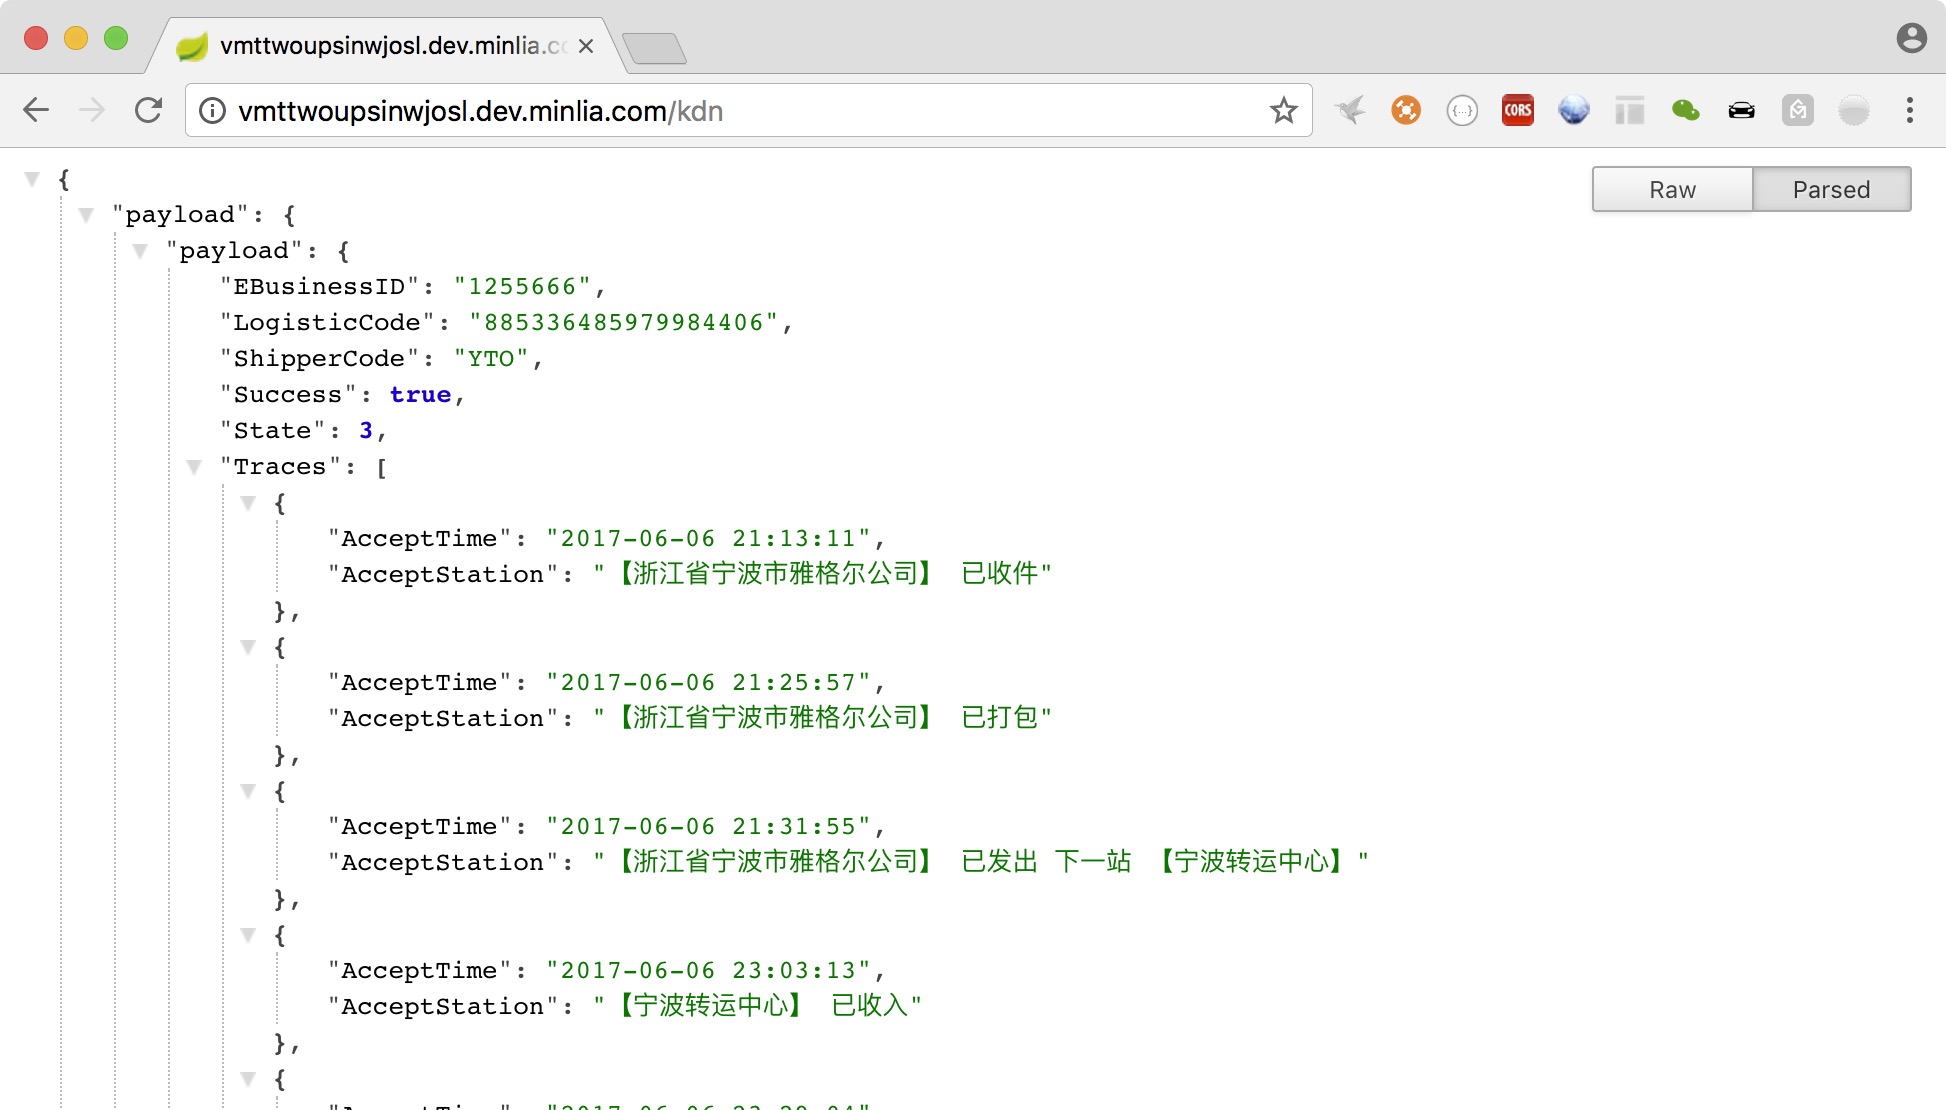 vmttwoupsinwjosl.dev.minlia.co
vmttwoupsinwjosl.dev.minlia.com/kdn
CORS
Raw Parsed
{
"payload": {
"payload": {
"EBusinessID": "1255666",
"LogisticCode": "885336485979984406",
"ShipperCode": "YTO",
"Success": true,
"State": 3,
"Traces": [
{
"AcceptTime": "2017-06-06 21:13:11",
"AcceptStation": "【浙江省宁波市雅格尔公司】 已收件"
},
{
"AcceptTime": "2017-06-06 21:25:57",
"AcceptStation": "【浙江省宁波市雅格尔公司】 已打包"
},
{
"AcceptTime": "2017-06-06 21:31:55",
"AcceptStation": "【浙江省宁波市雅格尔公司】 已发出 下一站 【宁波转运中心】"
},
{
"AcceptTime": "2017-06-06 23:03:13",
"AcceptStation": "【宁波转运中心】 已收入"
},
{